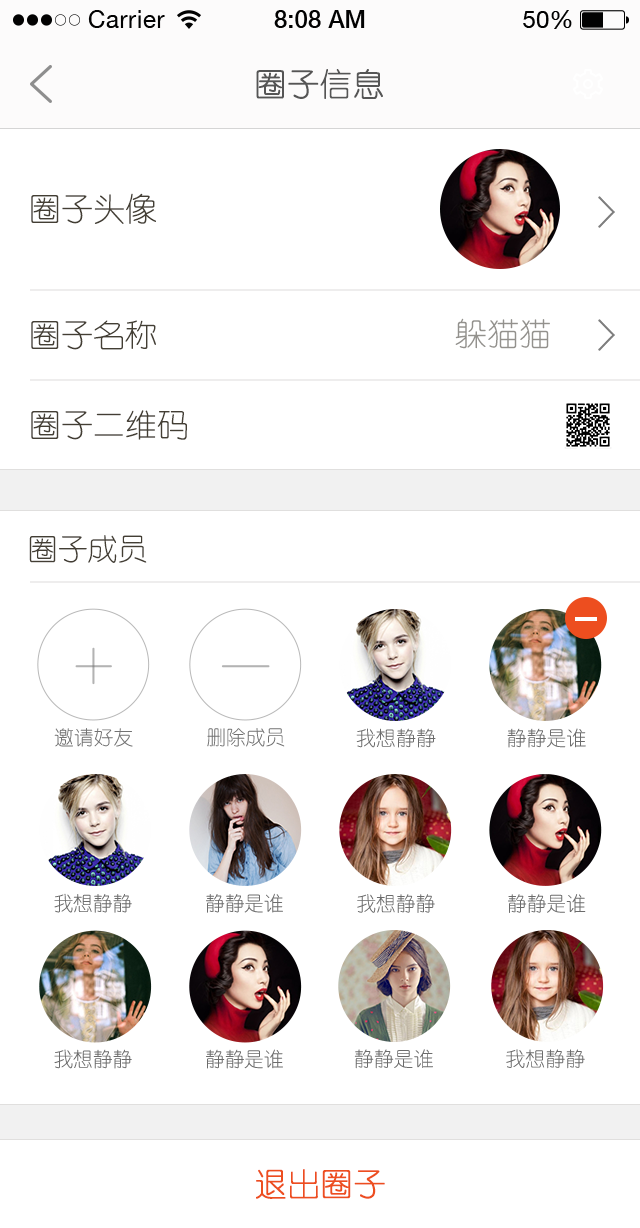 Carrier 8:08 AM 50%
圈子信息
圈子头像
圈子名称 躲猫猫
圈子二维码
圈子成员
邀请好友 删除成员 我想静静 静静是谁
我想静静 静静是谁 我想静静 静静是谁
我想静静 静静是谁 静静是谁 我想静静
退出圈子